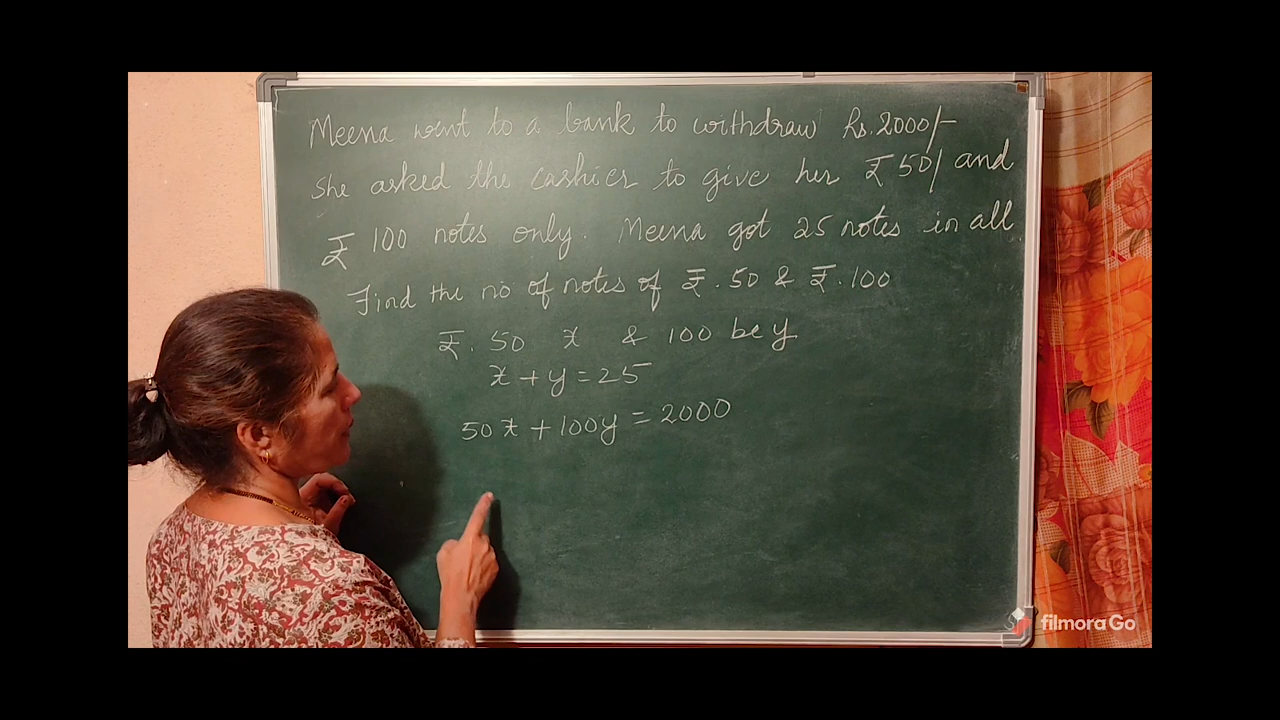 Meena went to a bank to withdraw Rs.2000/-
She asked the cashier to give her ₹50/ and
₹ 100 notes only. Meena got 25 notes in all
Find the no of notes of ₹.50 & ₹.100
₹. 50 x & 100 be y
x + y = 25
50x + 100y = 2000
filmoraGo